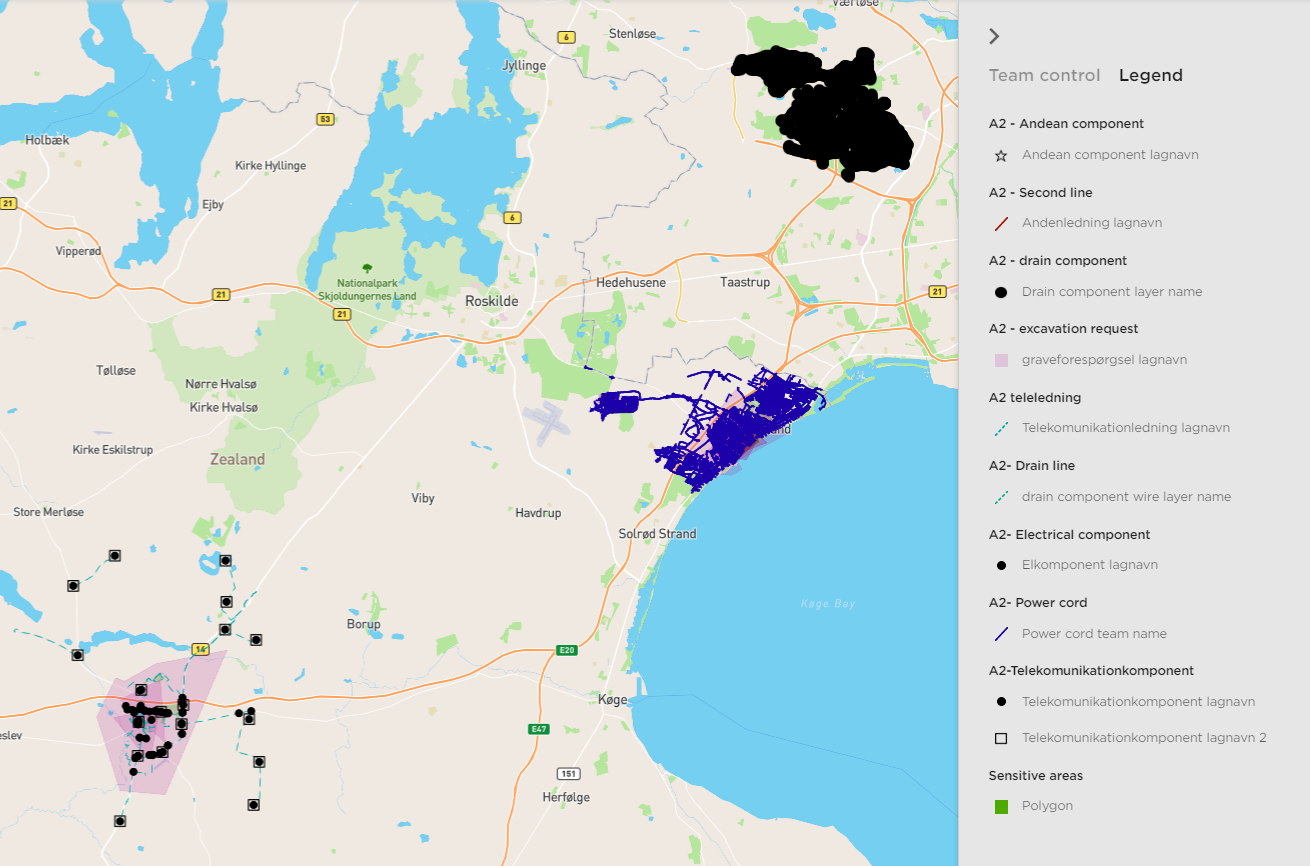 Værløse
6
Stenløse
Jyllinge
53
Holbæk
Kirke Hyllinge
21
Ejby
6
Vipperød
Nationalpark
Skjoldungernes Land
Hedehusene
Taastrup
21
21
Roskilde
21
Tølløse
Nørre Hvalsø
Kirke Hvalsø
Kirke Eskilstrup
Zealand
Viby
Store Merløse
Havdrup
Solrød Strand
Køge Bay
Borup
14
E20
Køge
E47
eslev
151
Herfølge
Team control Legend
A2 - Andean component
Andean component lagnavn
A2 - Second line
Andenledning lagnavn
A2 - drain component
Drain component layer name
A2 - excavation request
graveforespørgsel lagnavn
A2 teleledning
Telekomunikationledning lagnavn
A2- Drain line
drain component wire layer name
A2- Electrical component
Elkomponent lagnavn
A2- Power cord
Power cord team name
A2-Telekomunikationkomponent
Telekomunikationkomponent lagnavn
Telekomunikationkomponent lagnavn 2
Sensitive areas
Polygon